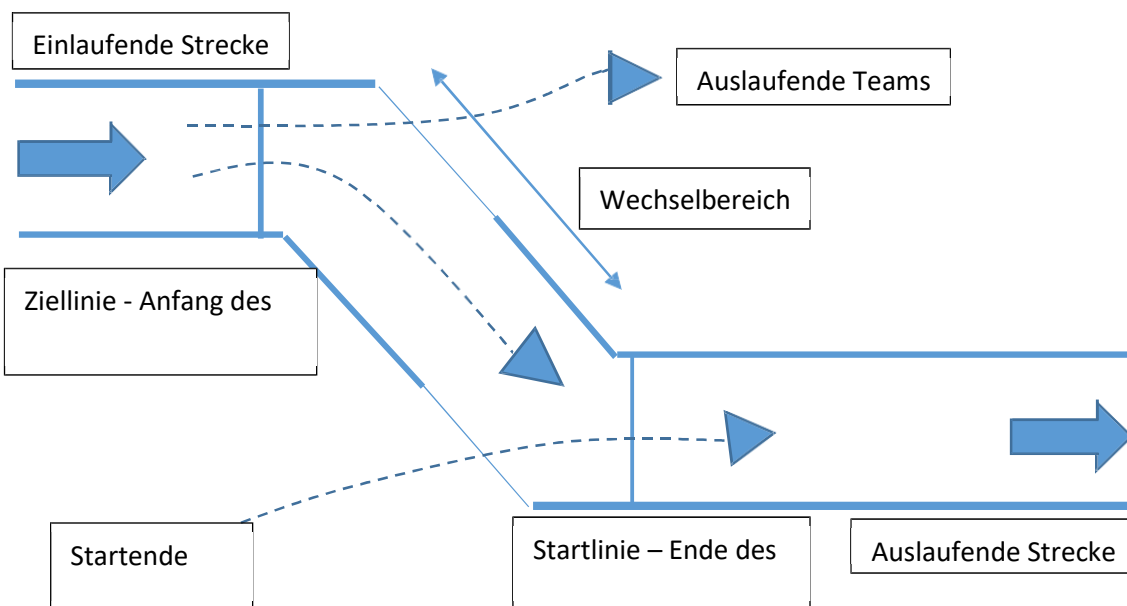 Einlaufende Strecke
Auslaufende Teams
Wechselbereich
Ziellinie - Anfang des
Startende
Startlinie – Ende des
Auslaufende Strecke